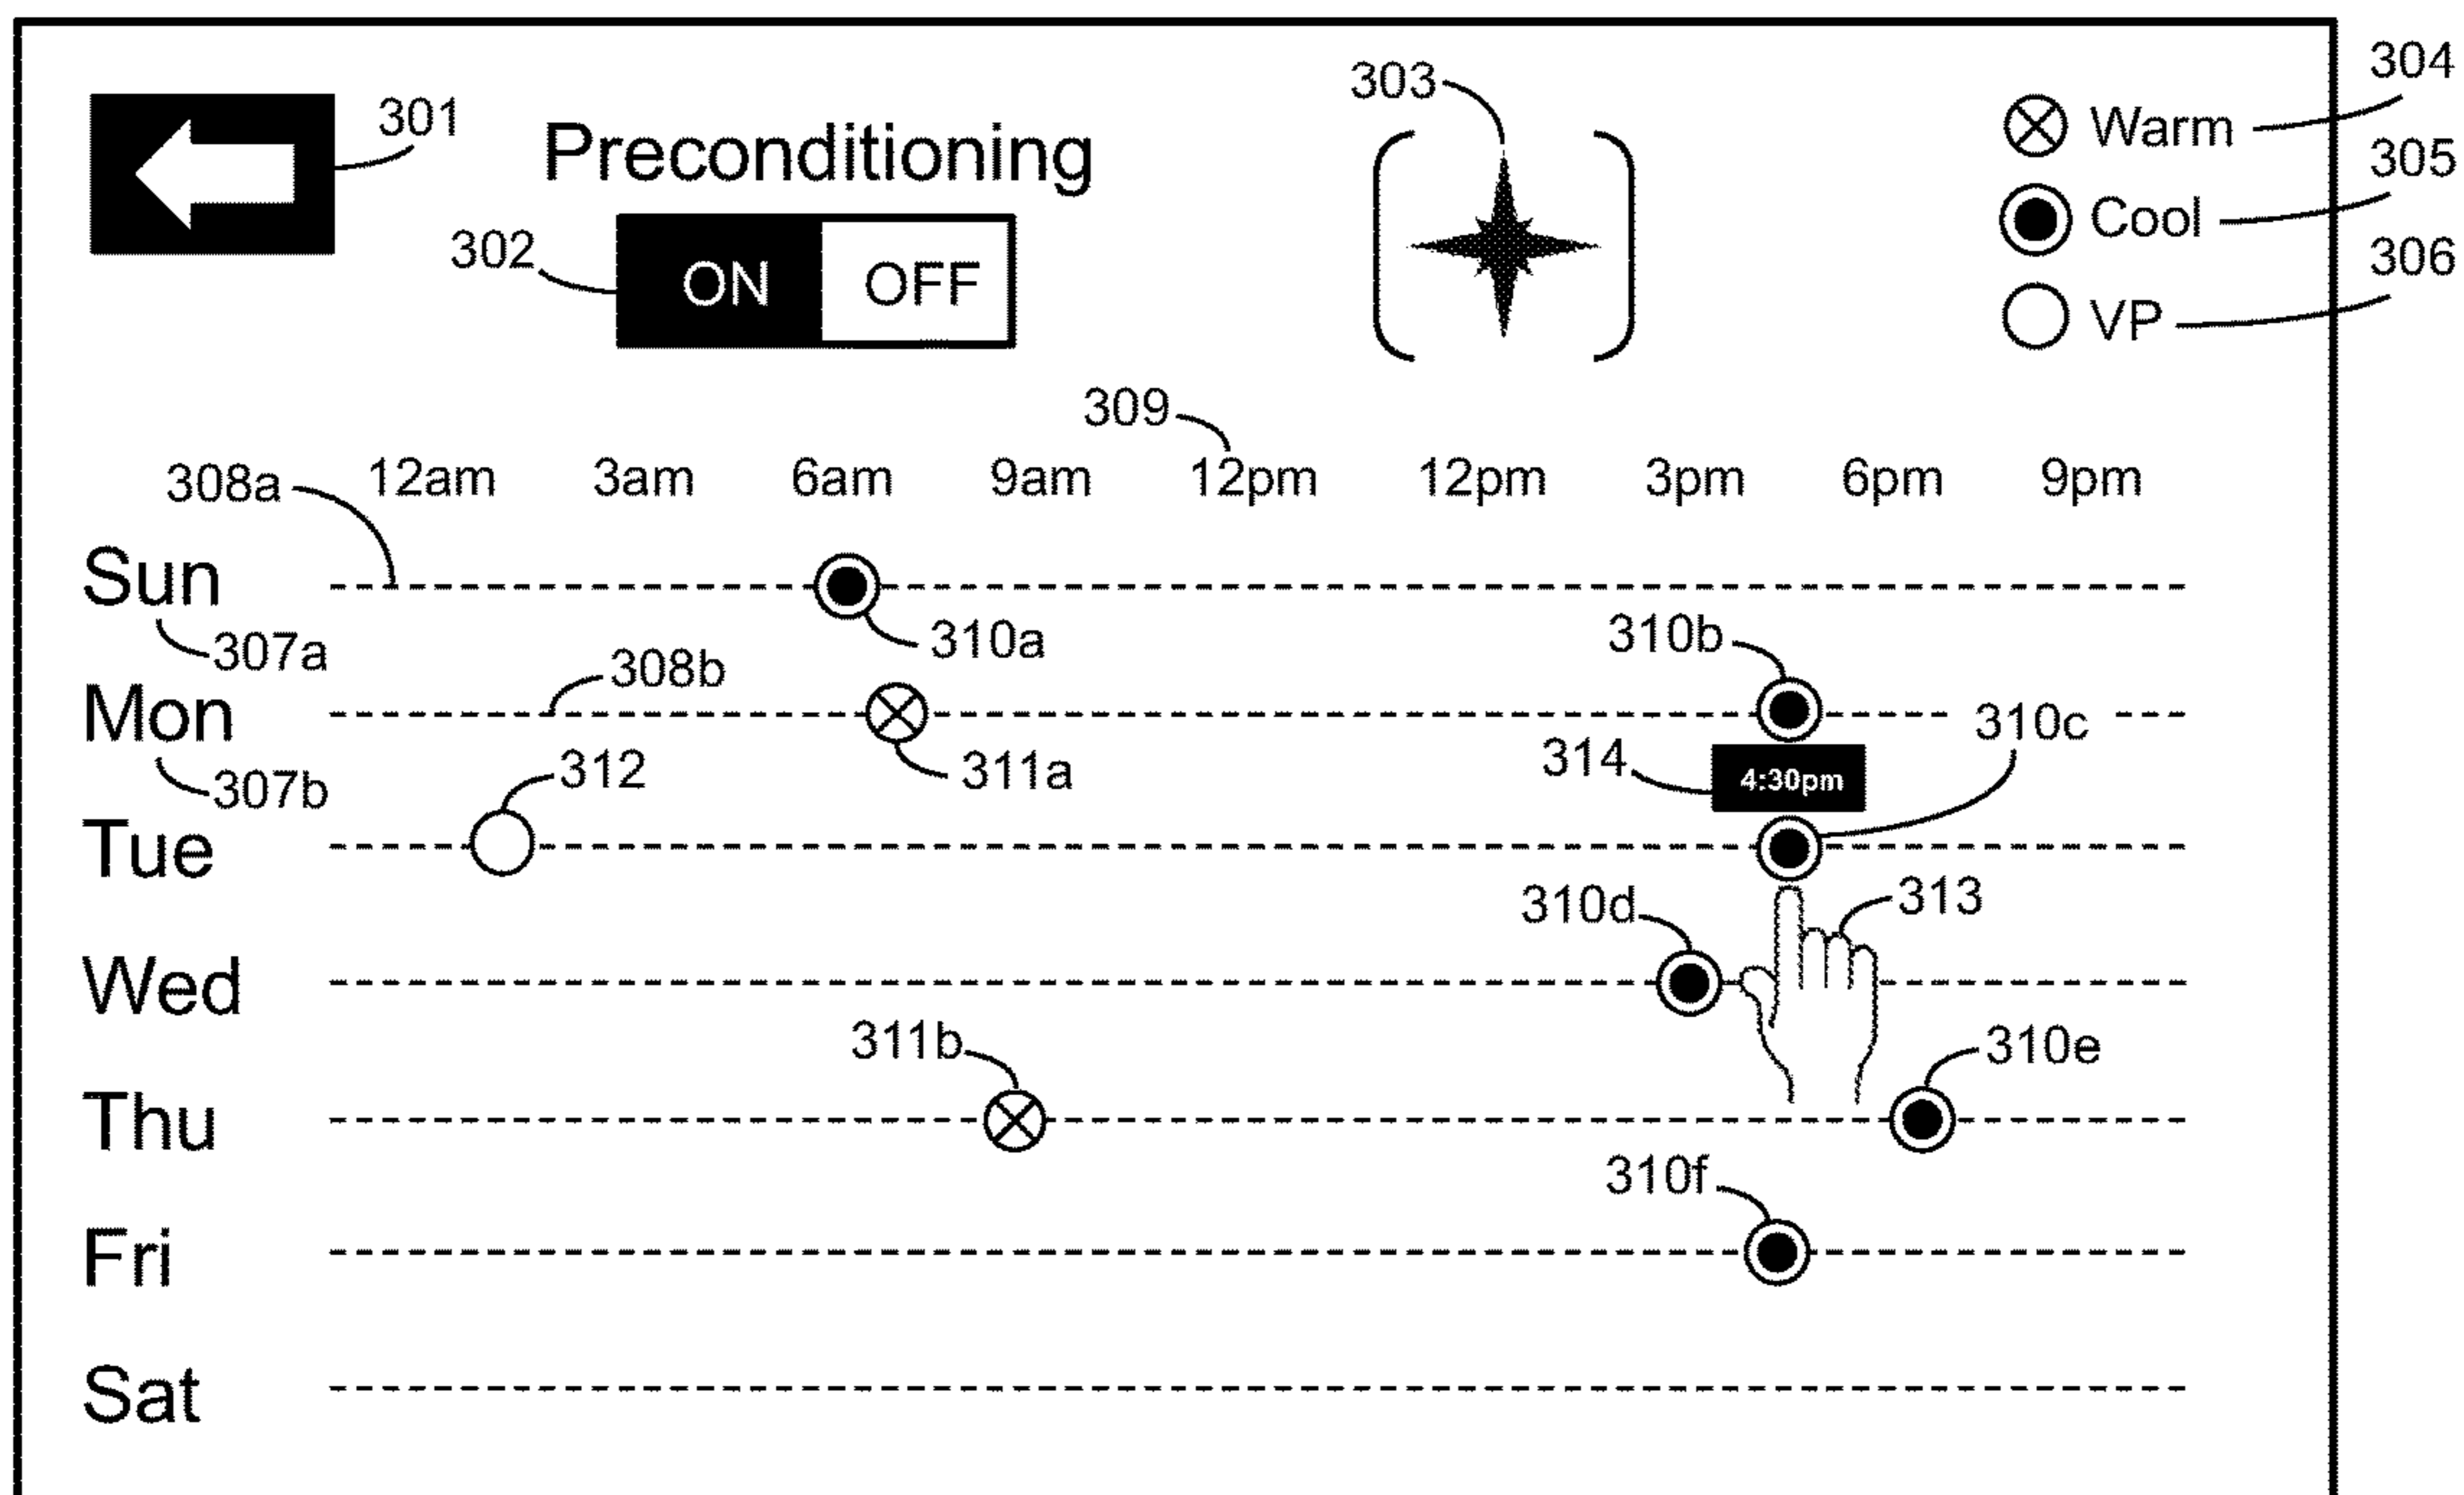 303
304
301
Preconditioning
Warm
305
302
ON OFF
Cool
306
VP
309
308a 12am 3am 6am 9am 12pm 12pm 3pm 6pm 9pm
Sun
310a
310b
307a
308b
Mon
310c
312
311a
314
4:30pm
307b
Tue
310d
313
Wed
311b
310e
Thu
310f
Fri
Sat